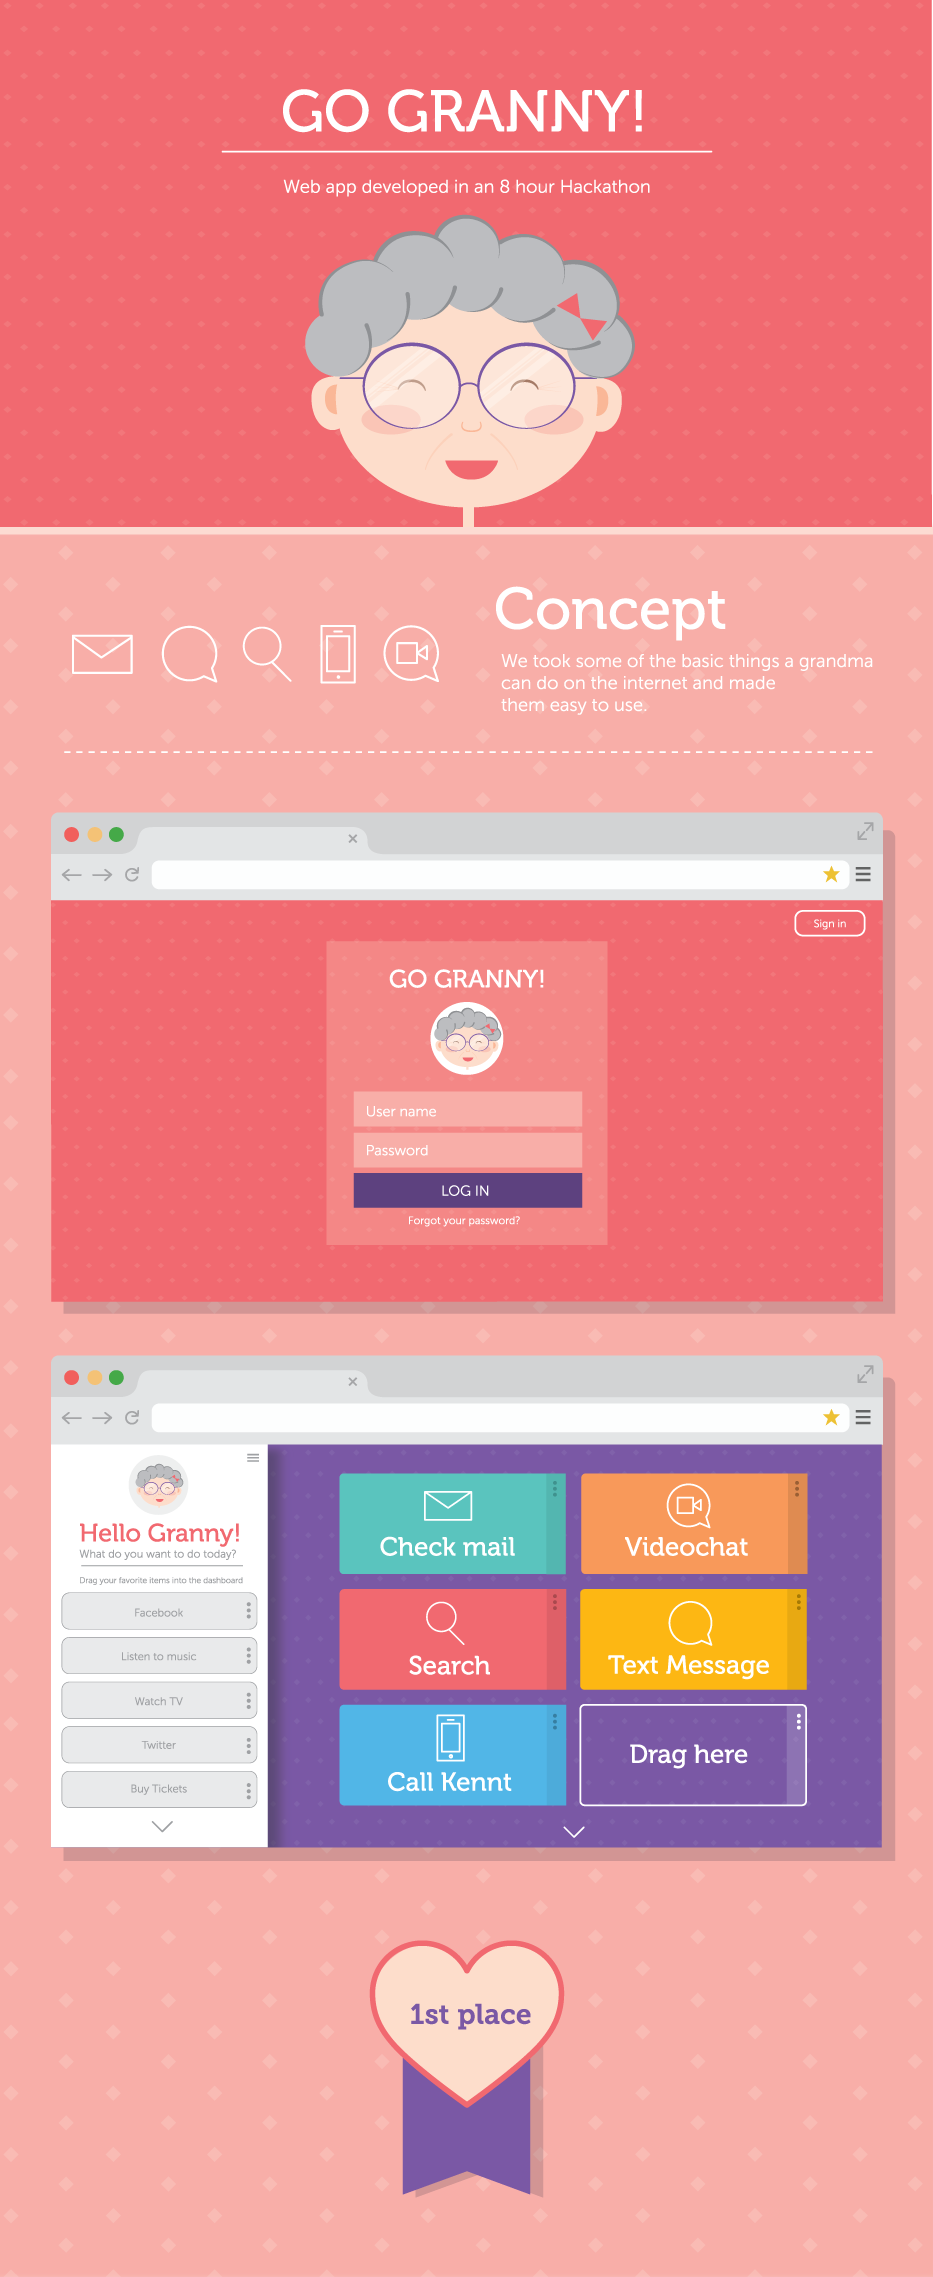 GO GRANNY!
Web app developed in an 8 hour Hackathon
Concept
We took some of the basic things a grandma
can do on the internet and made
them easy to use.
Sign in
GO GRANNY!
User name
Password
LOG IN
Forgot your password?
Hello Granny!
What do you want to do today?
Drag your favorite items into the dashboard
Facebook
Listen to music
Watch TV
Twitter
Buy Tickets
Check mail
Videochat
Search
Text Message
Call Kennt
Drag here
1st place